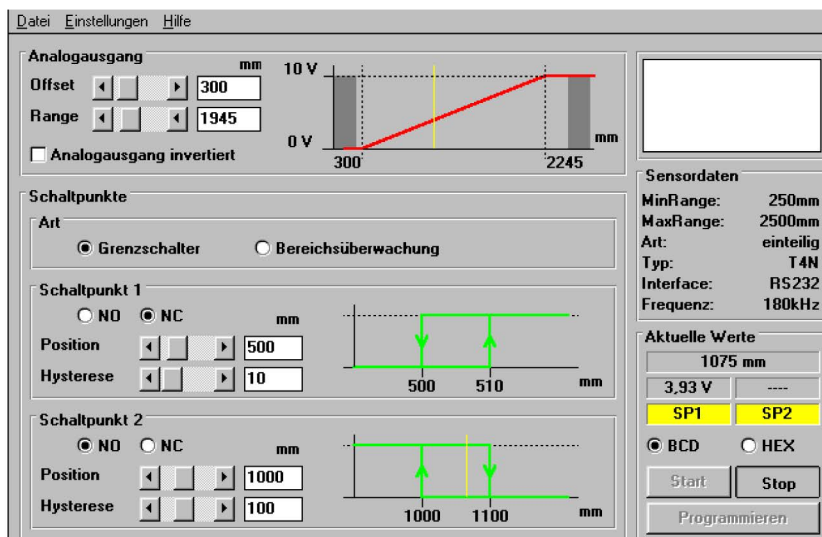 Datei Einstellungen Hilfe
Analogausgang
mm
Offset 300
Range 1945
Analogausgang invertiert
10 V
0 V
mm
300 2245
Schaltpunkte
Art
Grenzschalter Bereichsüberwachung
Schaltpunkt 1
NO NC mm
Position 500
Hysterese 10
500 510 mm
Schaltpunkt 2
NO NC mm
Position 1000
Hysterese 100
1000 1100 mm
Sensordaten
MinRange: 250mm
MaxRange: 2500mm
Art: einteilig
Typ: T4N
Interface: RS232
Frequenz: 180kHz
Aktuelle Werte
1075 mm
3,93 V ----
SP1 SP2
BCD HEX
Start Stop
Programmieren